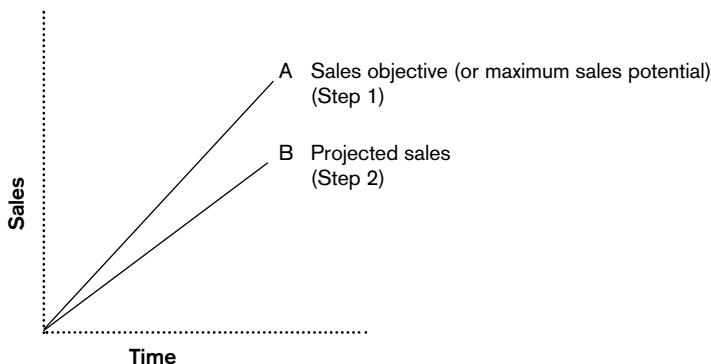 A Sales objective (or maximum sales potential)
(Step 1)
B Projected sales
(Step 2)
Sales
Time